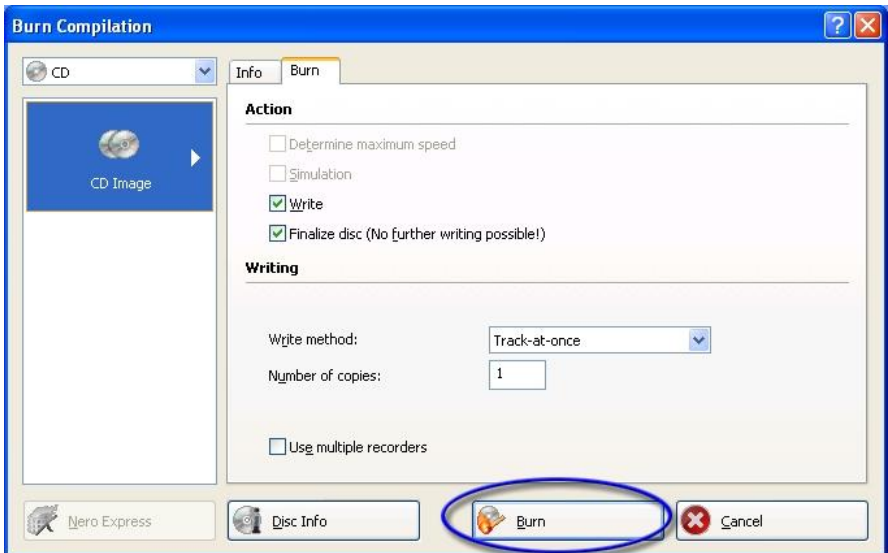 Burn Compilation
CD
Info
Burn
CD Image
Action
Determine maximum speed
Simulation
Write
Finalize disc (No further writing possible!)
Writing
Write method:
Track-at-once
Number of copies:
1
Use multiple recorders
Nero Express
Disc Info
Burn
Cancel